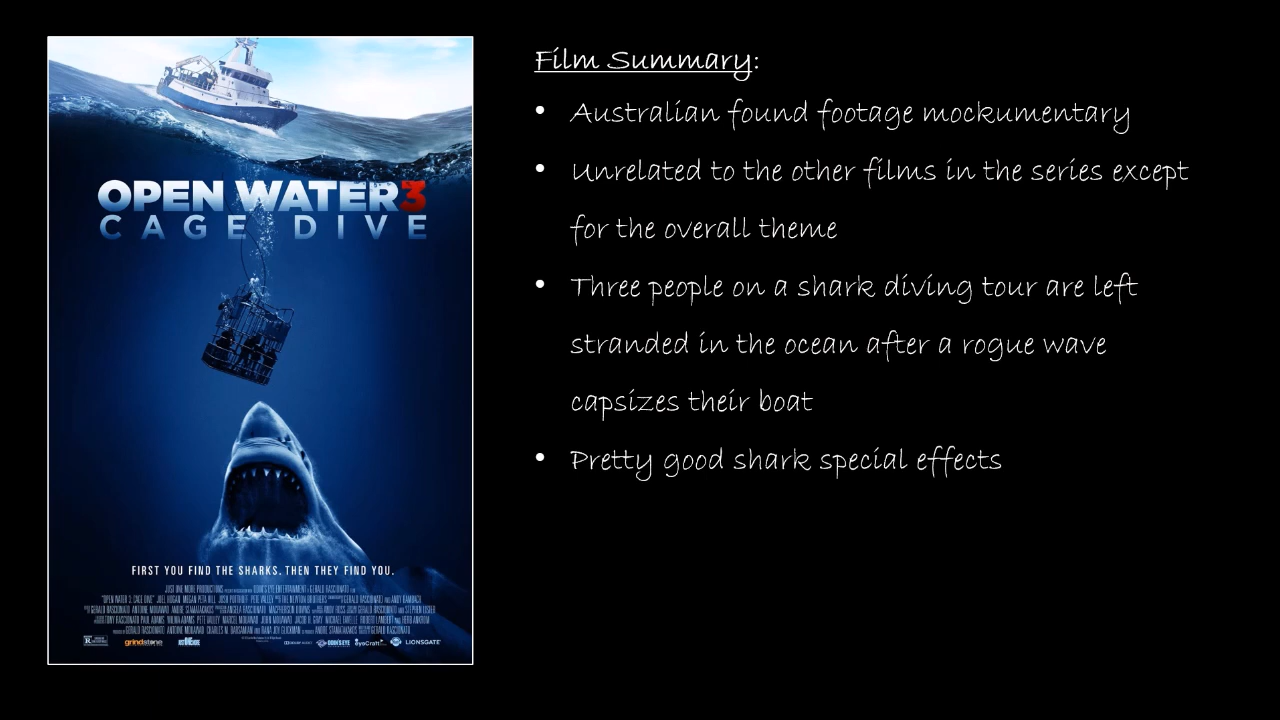 OPEN WATER 3
CAGE DIVE
FIRST YOU FIND THE SHARKS. THEN THEY FIND YOU.
LIONSGATE
Film Summary:
• Australian found footage mockumentary
• Unrelated to the other films in the series except
for the overall theme
• Three people on a shark diving tour are left
stranded in the ocean after a rogue wave
capsizes their boat
• Pretty good shark special effects